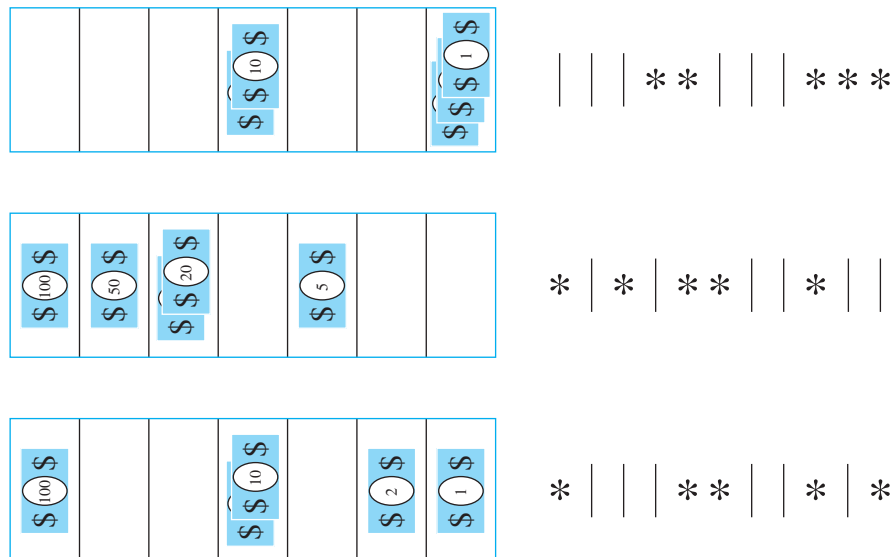 $ $ 10 $ $ $ $ 1 $ | | | * * | | | * * *
$ 100 $ $ 50 $ $ $ 20 $ $ 5 $ * | * | * * | | * | |
$ 100 $ $ $ 10 $ $ 2 $ $ 1 $ * | | | * * | | * | *